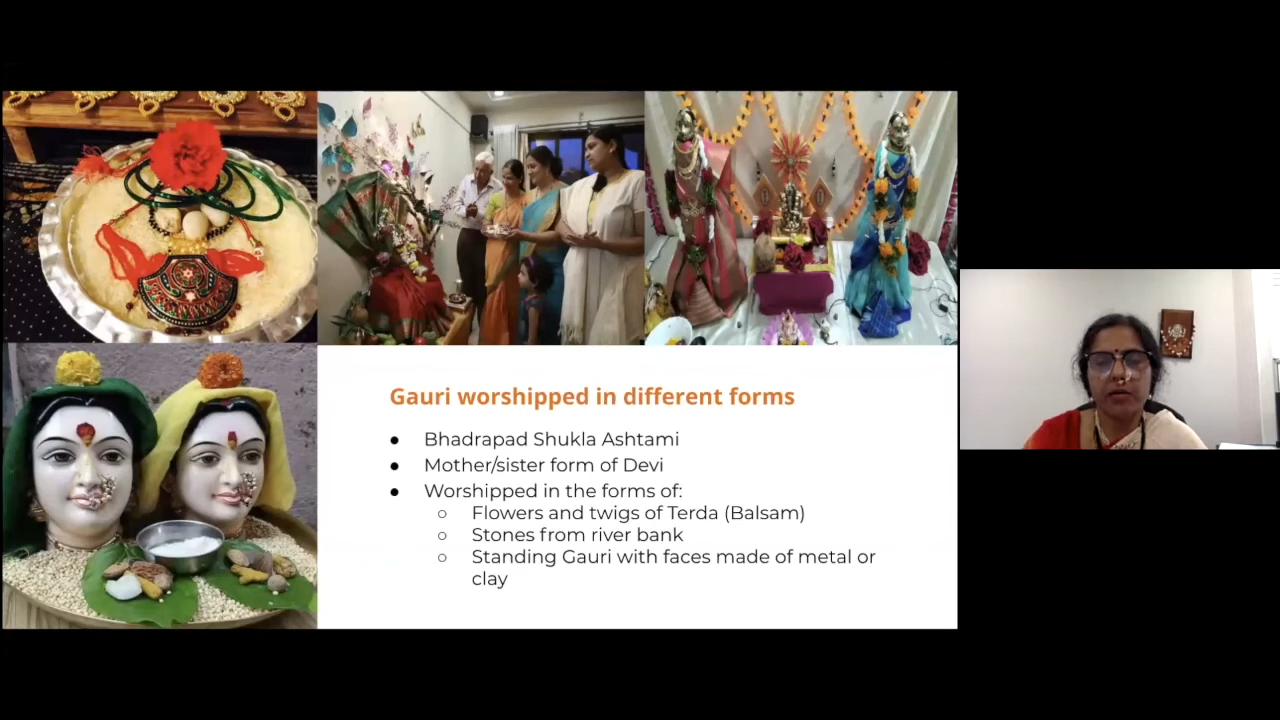 Gauri worshipped in different forms
● Bhadrapad Shukla Ashtami
● Mother/sister form of Devi
● Worshipped in the forms of:
○ Flowers and twigs of Terda (Balsam)
○ Stones from river bank
○ Standing Gauri with faces made of metal or
clay